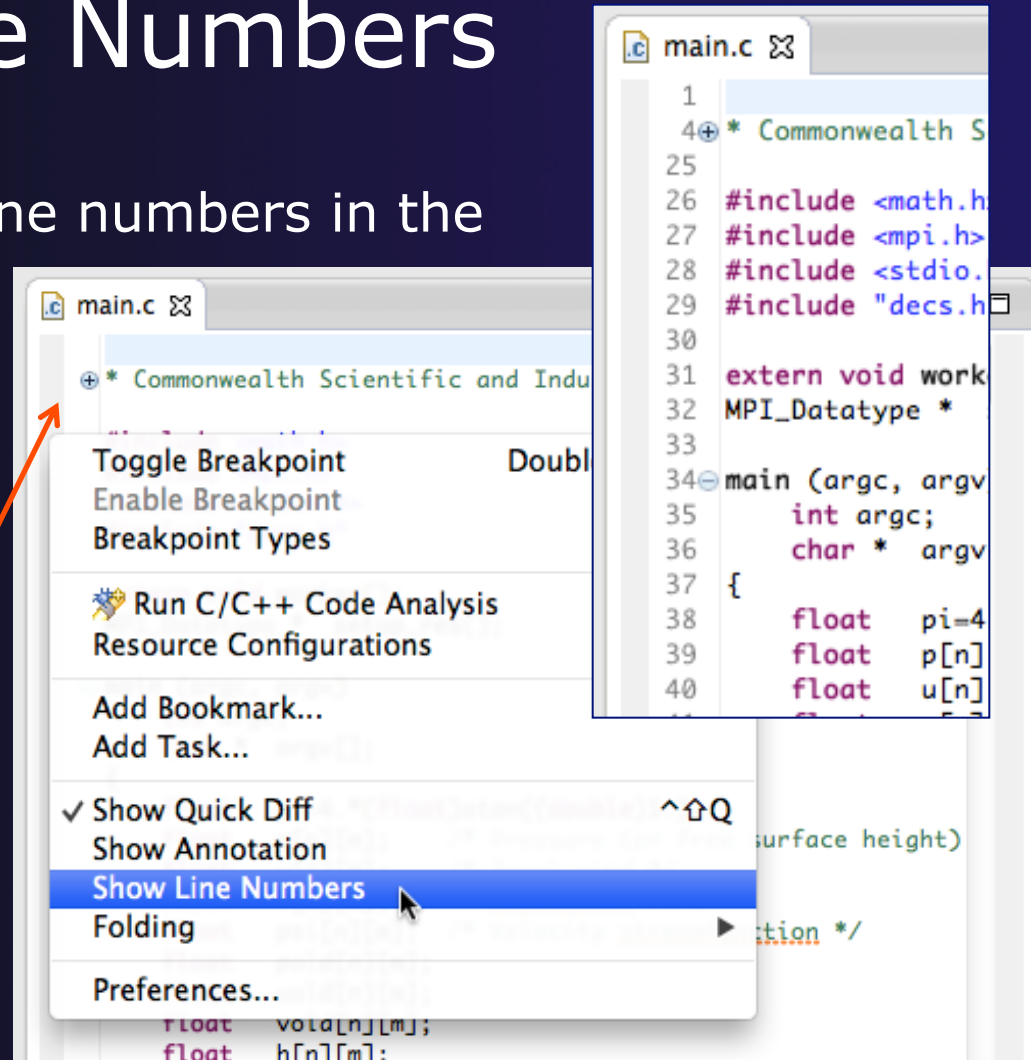 e Numbers
ne numbers in the
main.c
* Commonwealth Scientific and Indu
Toggle Breakpoint Doubl
Enable Breakpoint
Breakpoint Types
Run C/C++ Code Analysis
Resource Configurations
Add Bookmark...
Add Task...
Show Quick Diff ^⇧Q
Show Annotation
Show Line Numbers
Folding
Preferences...
surface height)
ction */
float vold[n][m];
float h[n][m];
main.c
1
4 * Commonwealth S
25
26 #include <math.h>
27 #include <mpi.h>
28 #include <stdio.
29 #include "decs.h
30
31 extern void work
32 MPI_Datatype *
33
34 main (argc, argv
35 int argc;
36 char * argv
37 {
38 float pi=4
39 float p[n]
40 float u[n]